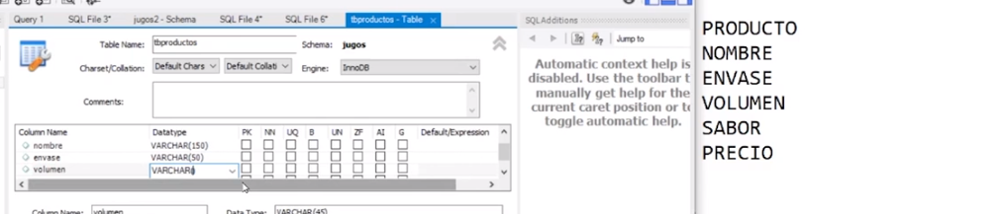 Query 1 SQL File 3* jugos2 - Schema SQL File 4* SQL File 6* tbproductos - Table ×
Table Name: tbproductos Schema: jugos
Charset/Collation: Default Chars Default Collati Engine: InnoDB
Comments:
Column Name Datatype PK NN UQ B UN ZF AI G Default/Expression
nombre VARCHAR(150)
envase VARCHAR(50)
volumen VARCHAR()
Column Name: volumen Data Type: VARCHAR(45)
SQLAdditions
Jump to
Automatic context help is
disabled. Use the toolbar t
manually get help for the
current caret position or to
toggle automatic help.
PRODUCTO
NOMBRE
ENVASE
VOLUMEN
SABOR
PRECIO